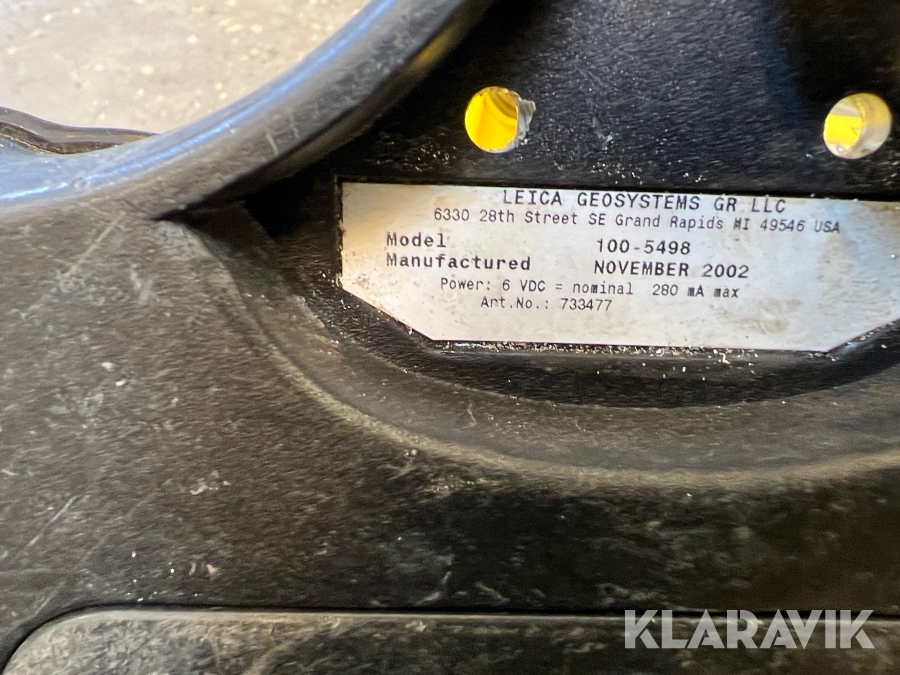 LEICA GEOSYSTEMS GR LLC
6330 28th Street SE Grand Rapids MI 49546 USA
Model 100-5498
Manufactured NOVEMBER 2002
Power: 6 VDC = nominal 280 mA max
Art.No.: 733477
KLARAVIK